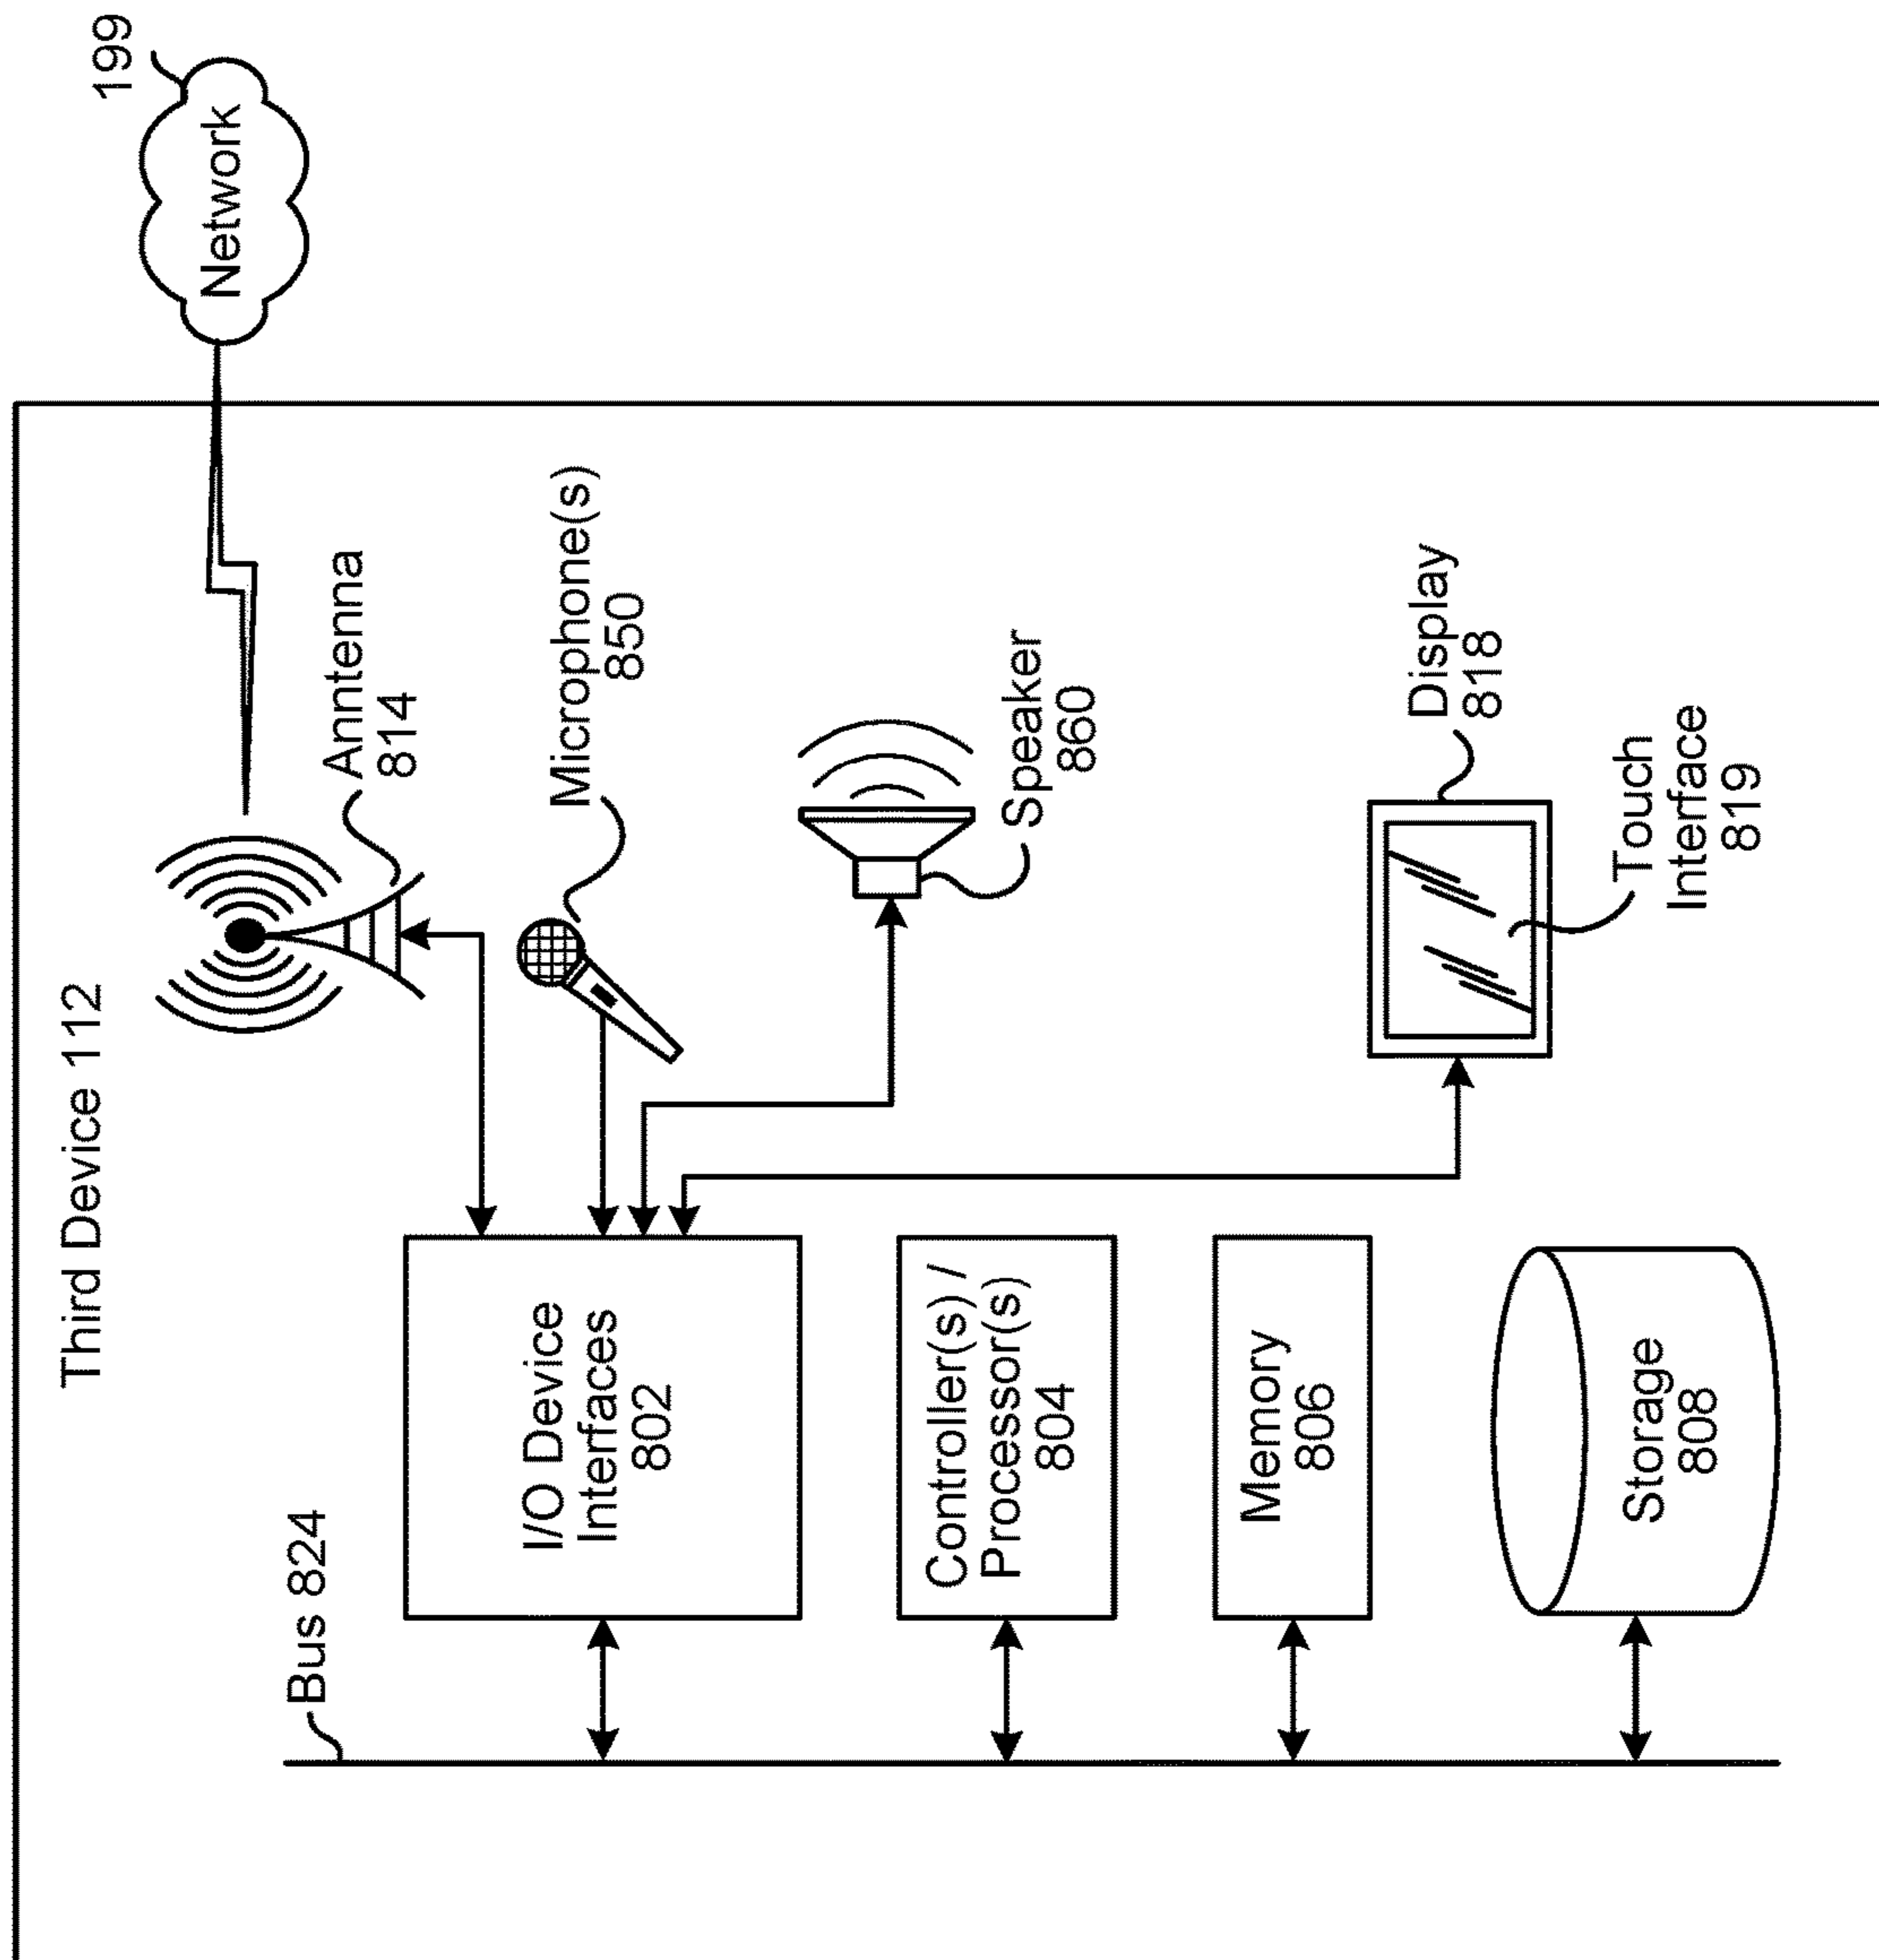 Third Device 112
Bus 824
I/O Device
Interfaces
802
Controller(s) /
Processor(s)
804
Memory
806
Storage
808
Anntenna
814
Microphone(s)
850
Speaker
860
Display
818
Touch
Interface
819
Network
199